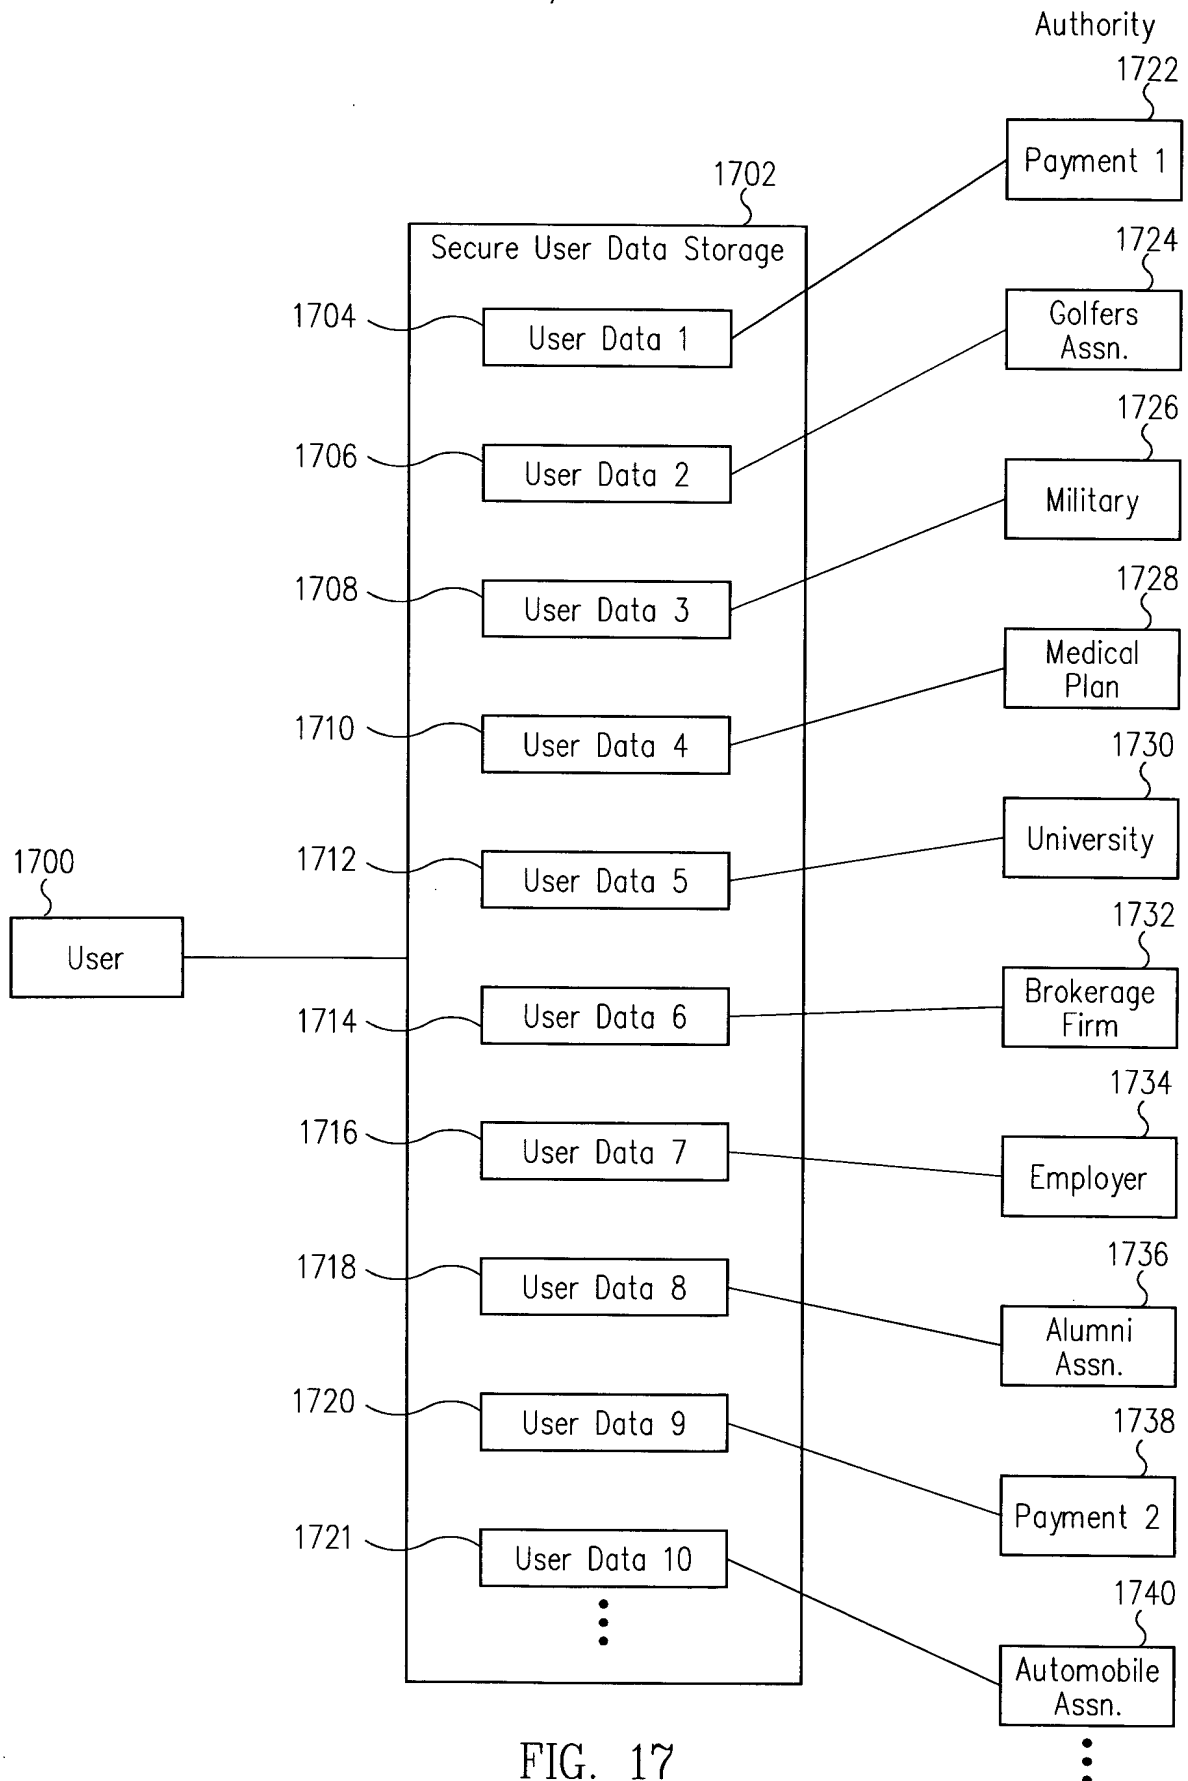 Authority
1722
Payment 1
1702
1724
Secure User Data Storage
Golfers
Assn.
1704
User Data 1
1726
1706
User Data 2
Military
1728
1708
User Data 3
Medical
Plan
1710
User Data 4
1730
University
1712
User Data 5
1700
User
1732
Brokerage
Firm
1714
User Data 6
1734
1716
User Data 7
Employer
1736
1718
User Data 8
Alumni
Assn.
1720
User Data 9
1738
Payment 2
1721
User Data 10
1740
Automobile
Assn.
FIG. 17